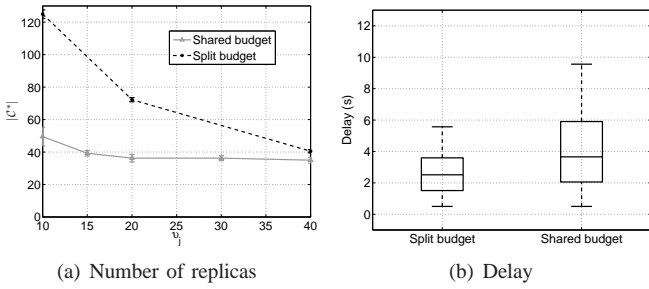 120
100
80
60
40
20
0
|C*|
Shared budget
Split budget
10 15 20 25 30 35 40
υj
(a) Number of replicas
12
10
8
6
4
2
0
Delay (s)
Split budget Shared budget
(b) Delay